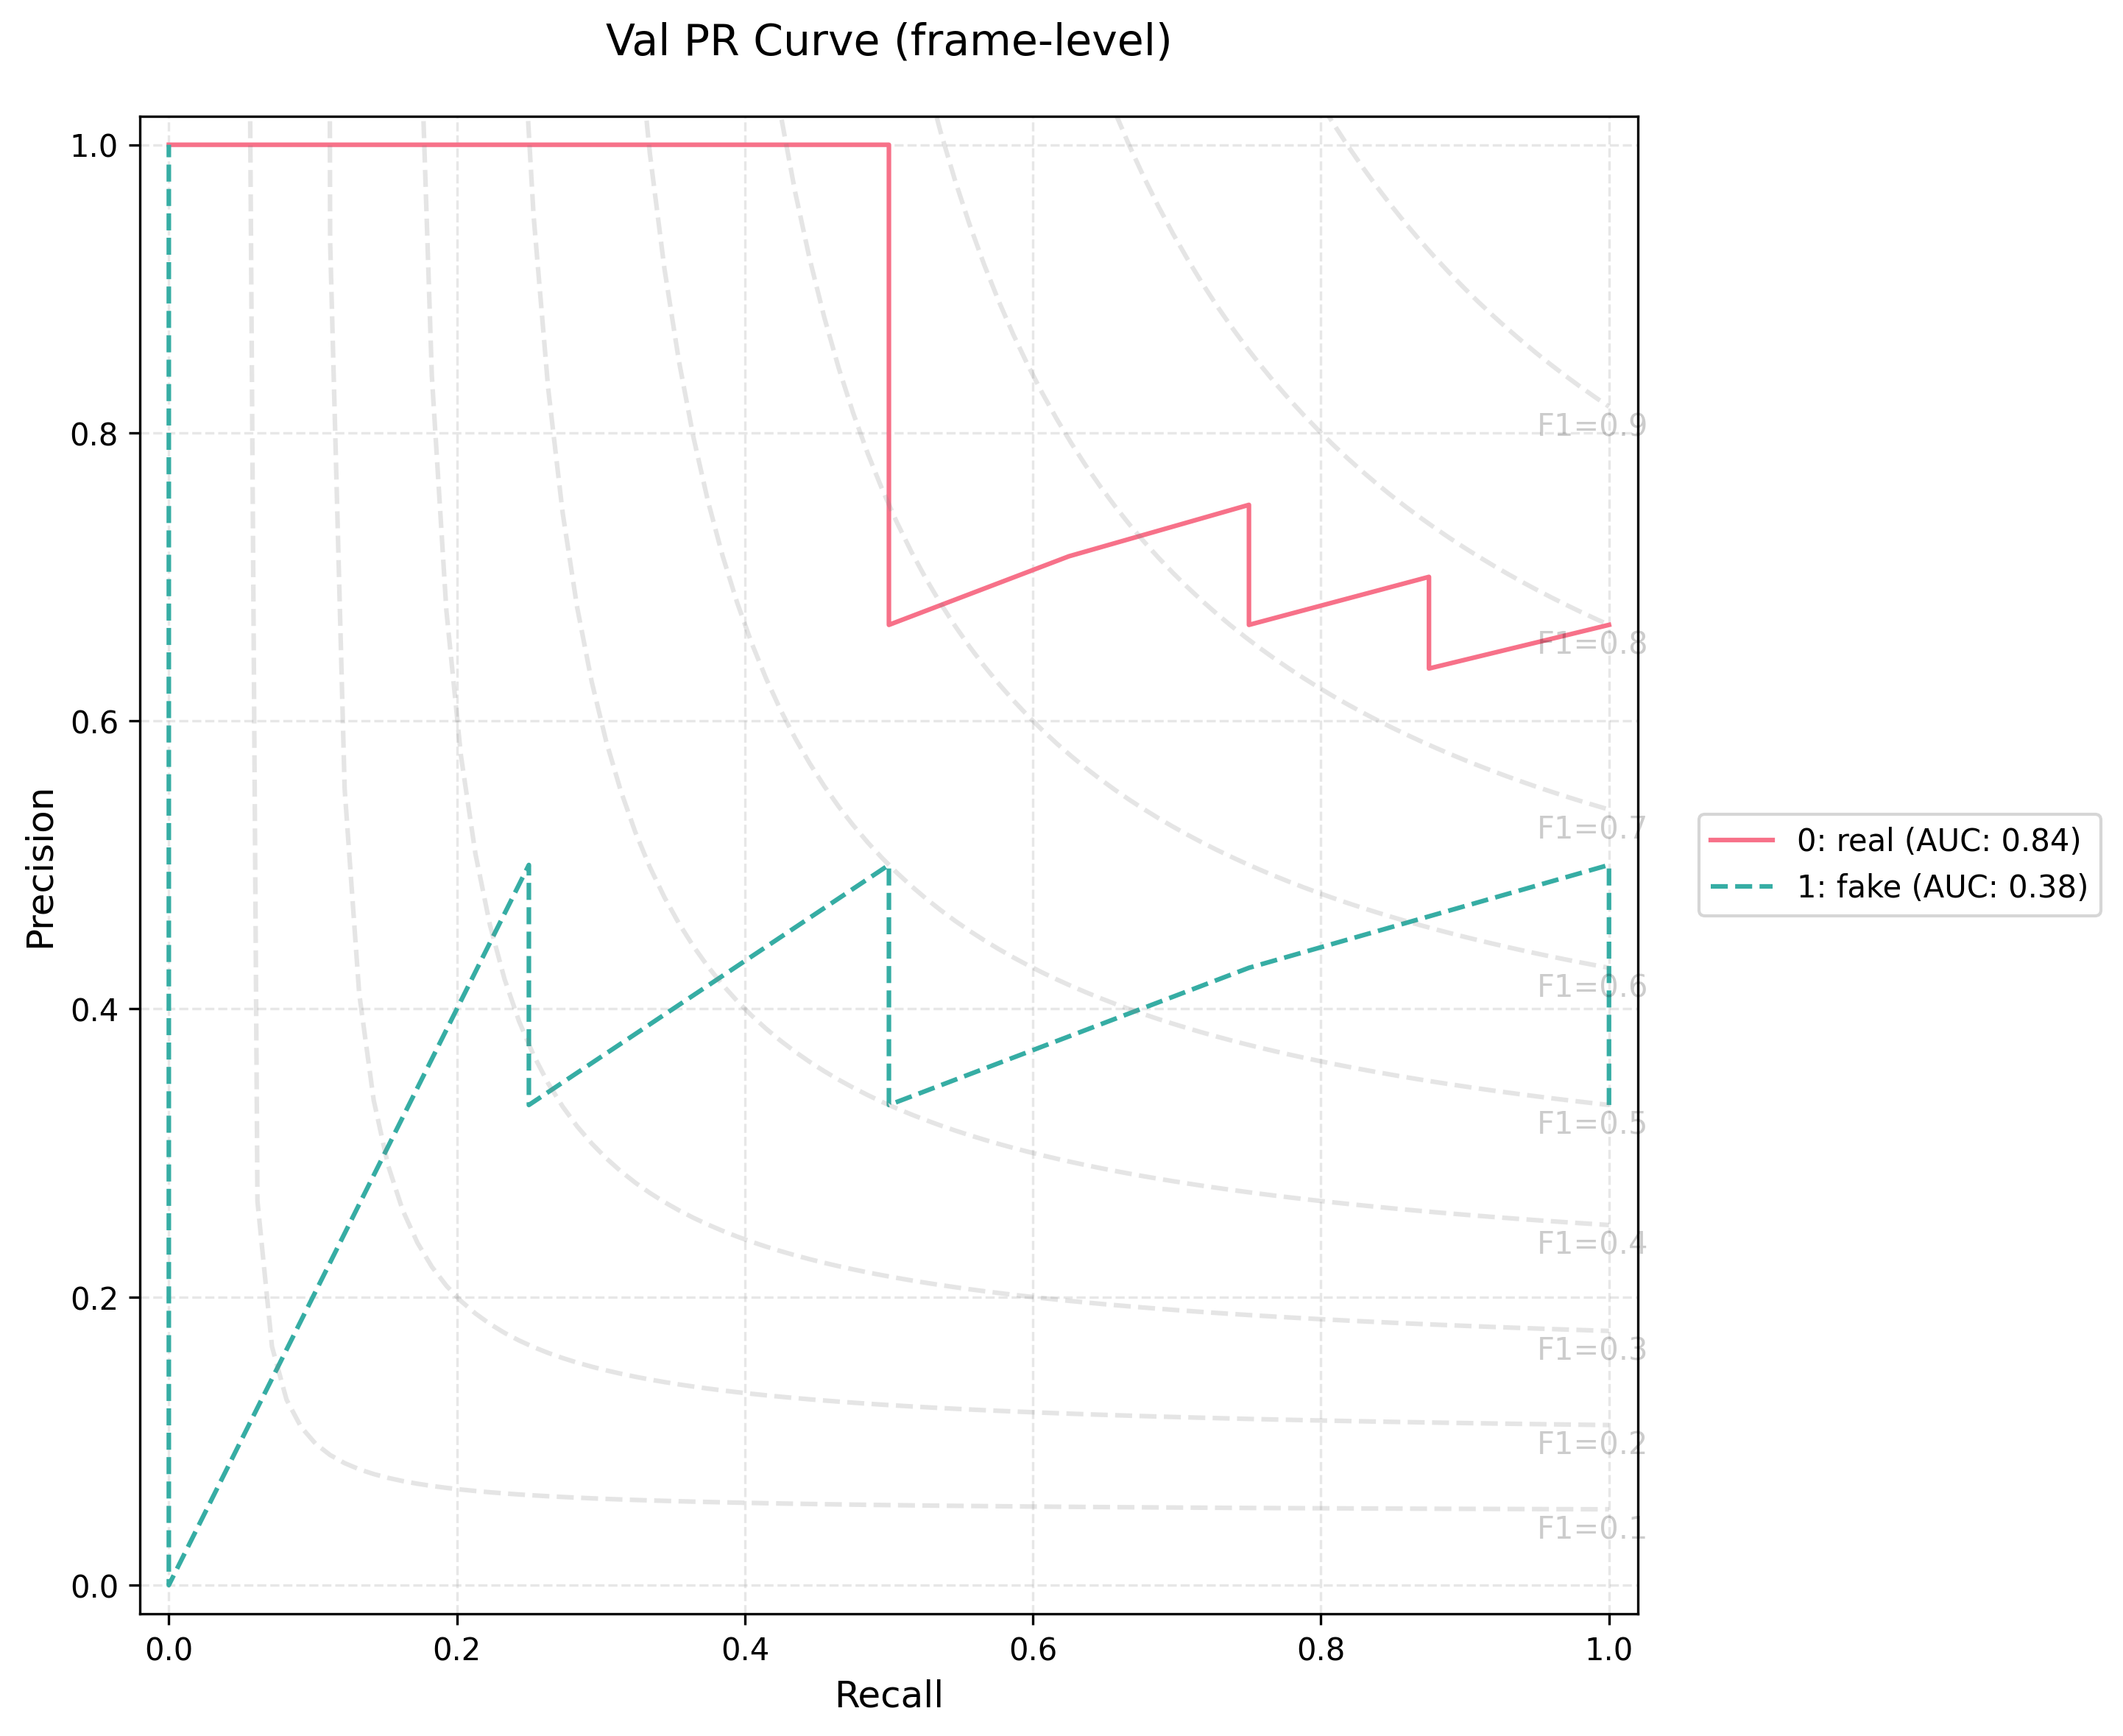 Val PR Curve (frame-level)
Precision
1.0
0.8
0.6
0.4
0.2
0.0
F1=0.9
F1=0.8
F1=0.7
F1=0.6
F1=0.5
F1=0.4
F1=0.3
F1=0.2
F1=0.1
0.0 0.2 0.4 0.6 0.8 1.0
Recall
0: real (AUC: 0.84)
1: fake (AUC: 0.38)